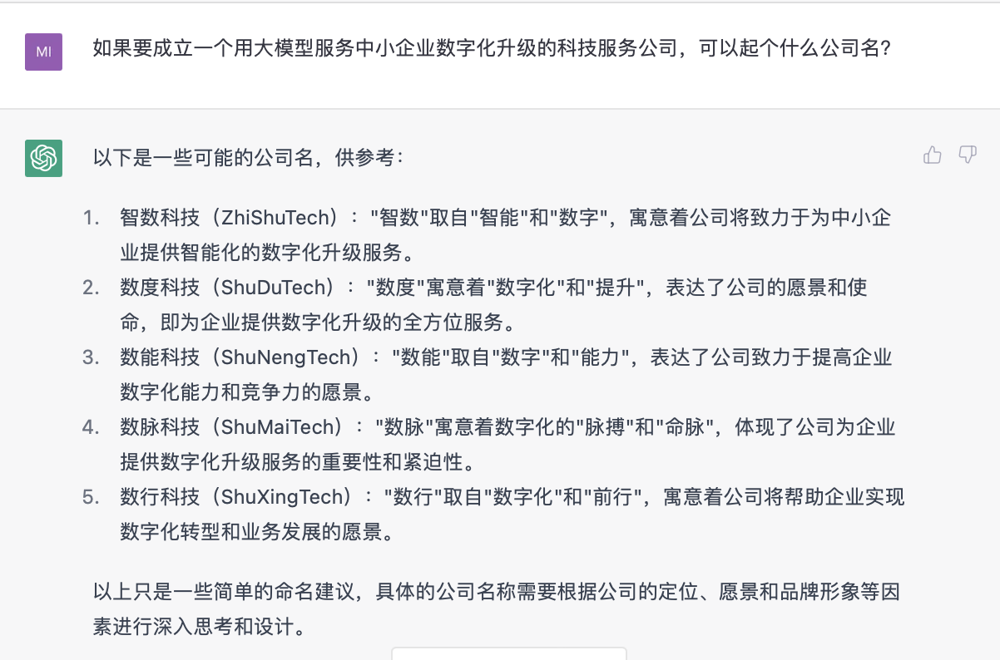 MI
如果要成立一个用大模型服务中小企业数字化升级的科技服务公司，可以起个什么公司名？
以下是一些可能的公司名，供参考：
1. 智数科技（ZhiShuTech）："智数"取自"智能"和"数字"，寓意着公司将致力于为中小企
业提供智能化的数字化升级服务。
2. 数度科技（ShuDuTech）："数度"寓意着"数字化"和"提升"，表达了公司的愿景和使
命，即为企业提供数字化升级的全方位服务。
3. 数能科技（ShuNengTech）："数能"取自"数字"和"能力"，表达了公司致力于提高企业
数字化能力和竞争力的愿景。
4. 数脉科技（ShuMaiTech）："数脉"寓意着数字化的"脉搏"和"命脉"，体现了公司为企业
提供数字化升级服务的重要性和紧迫性。
5. 数行科技（ShuXingTech）："数行"取自"数字化"和"前行"，寓意着公司将帮助企业实现
数字化转型和业务发展的愿景。
以上只是一些简单的命名建议，具体的公司名称需要根据公司的定位、愿景和品牌形象等因
素进行深入思考和设计。